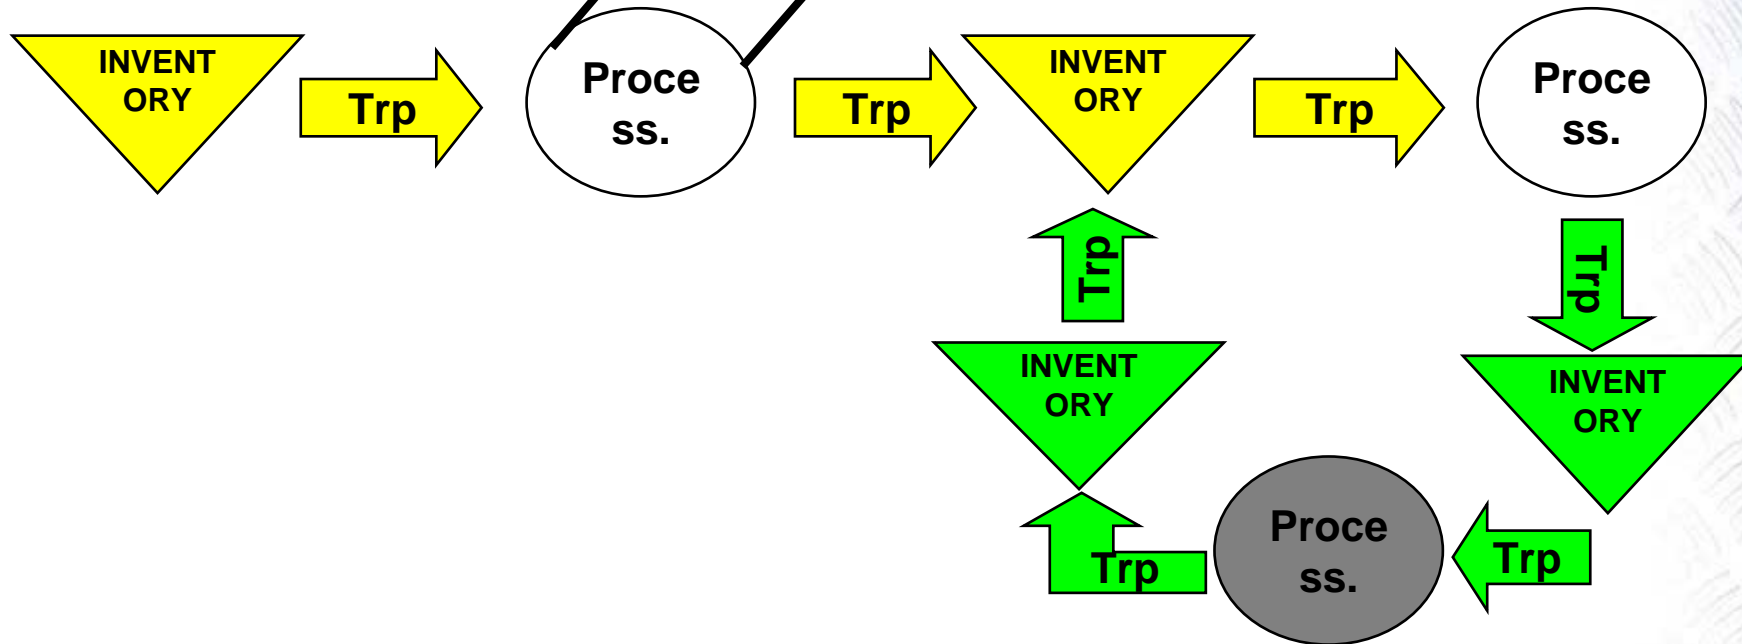 INVENT
ORY
Trp
Proce
ss.
Trp
INVENT
ORY
Trp
Proce
ss.
Trp
Trp
INVENT
ORY
INVENT
ORY
Trp
Proce
ss.
Trp